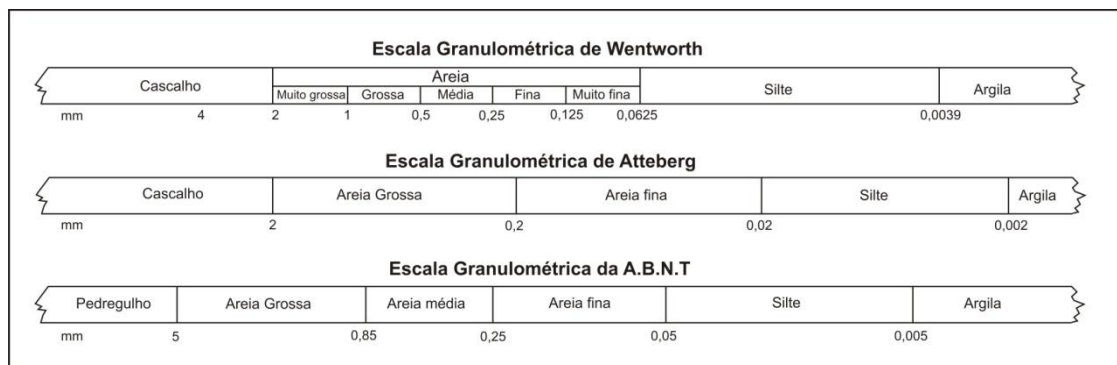 Escala Granulométrica de Wentworth
Cascalho
Areia
Muito grossa
Grossa
Média
Fina
Muito fina
Silte
Argila
mm 4 2 1 0,5 0,25 0,125 0,0625 0,0039
Escala Granulométrica de Atteberg
Cascalho Areia Grossa Areia fina Silte Argila
mm 2 0,2 0,02 0,002
Escala Granulométrica da A.B.N.T
Pedregulho Areia Grossa Areia média Areia fina Silte Argila
mm 5 0,85 0,25 0,05 0,005